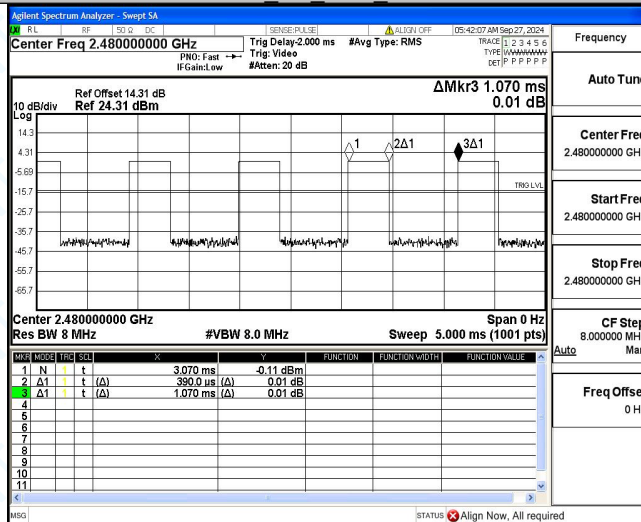 Agilent Spectrum Analyzer - Swept SA
LXI RL RF 50 Ω DC SENSE:PULSE ALIGN OFF 05:42:07 AM Sep 27, 2024
Center Freq 2.480000000 GHz
PNO: Fast
IFGain:Low
Trig Delay-2.000 ms
Trig: Video
#Atten: 20 dB
#Avg Type: RMS
TRACE 1 2 3 4 5 6
TYPE WWWWWW
DET P P P P P P
Ref Offset 14.31 dB
Ref 24.31 dBm
10 dB/div
Log
ΔMkr3 1.070 ms
0.01 dB
14.3
4.31
-5.69
-15.7
-25.7
-35.7
-45.7
-55.7
-65.7
1
2Δ1
3Δ1
TRIG LVL
Center 2.480000000 GHz
Span 0 Hz
Res BW 8 MHz
#VBW 8.0 MHz
Sweep 5.000 ms (1001 pts)
MKR MODE TRC SCL X Y FUNCTION FUNCTION WIDTH FUNCTION VALUE
1 N 1 t 3.070 ms -0.11 dBm
2 Δ1 1 t (Δ) 390.0 µs (Δ) 0.01 dB
3 Δ1 1 t (Δ) 1.070 ms (Δ) 0.01 dB
4
5
6
7
8
9
10
11
MSG
STATUS Align Now, All required
Frequency
Auto Tun
Center Fre
2.480000000 GH
Start Fre
2.480000000 GH
Stop Fre
2.480000000 GH
CF Step
8.000000 MH
Auto Ma
Freq Offse
0 H